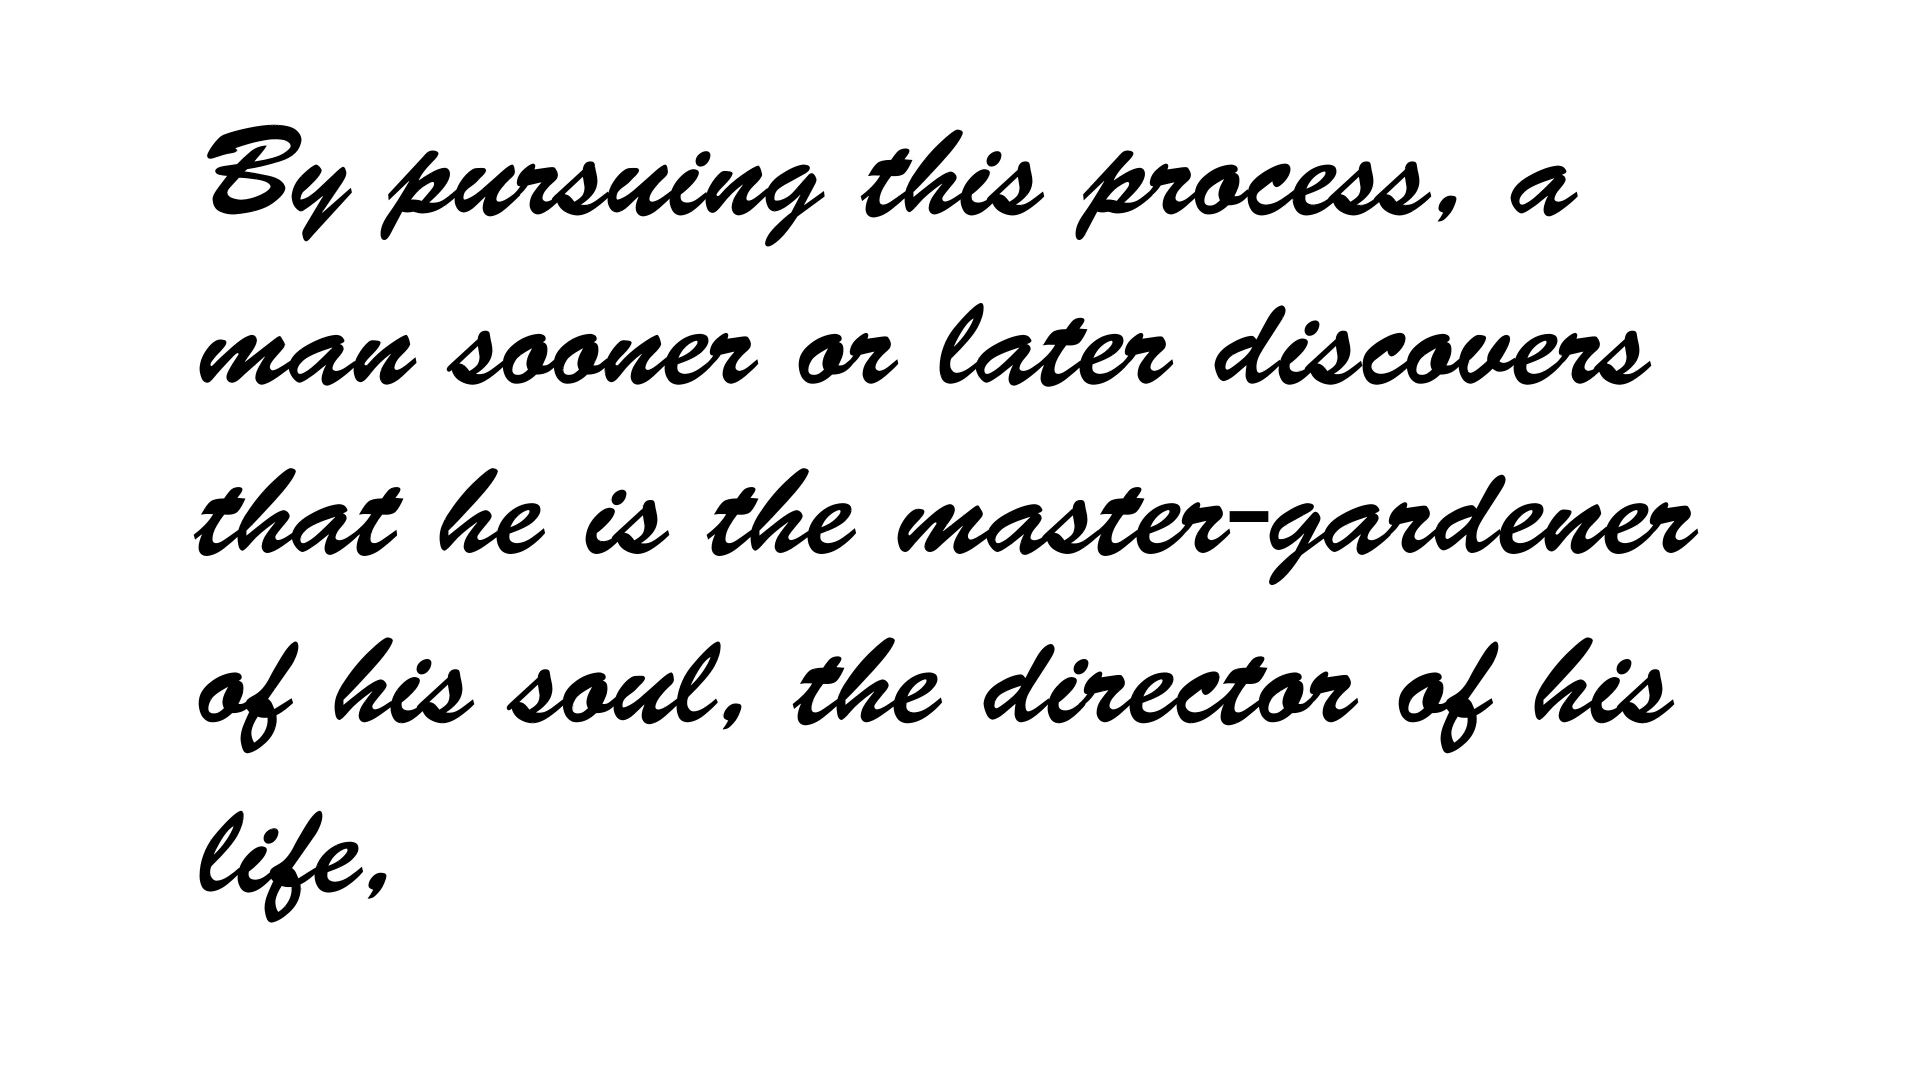 By pursuing this process, a
man sooner or later discovers
that he is the master-gardener
of his soul, the director of his
life,